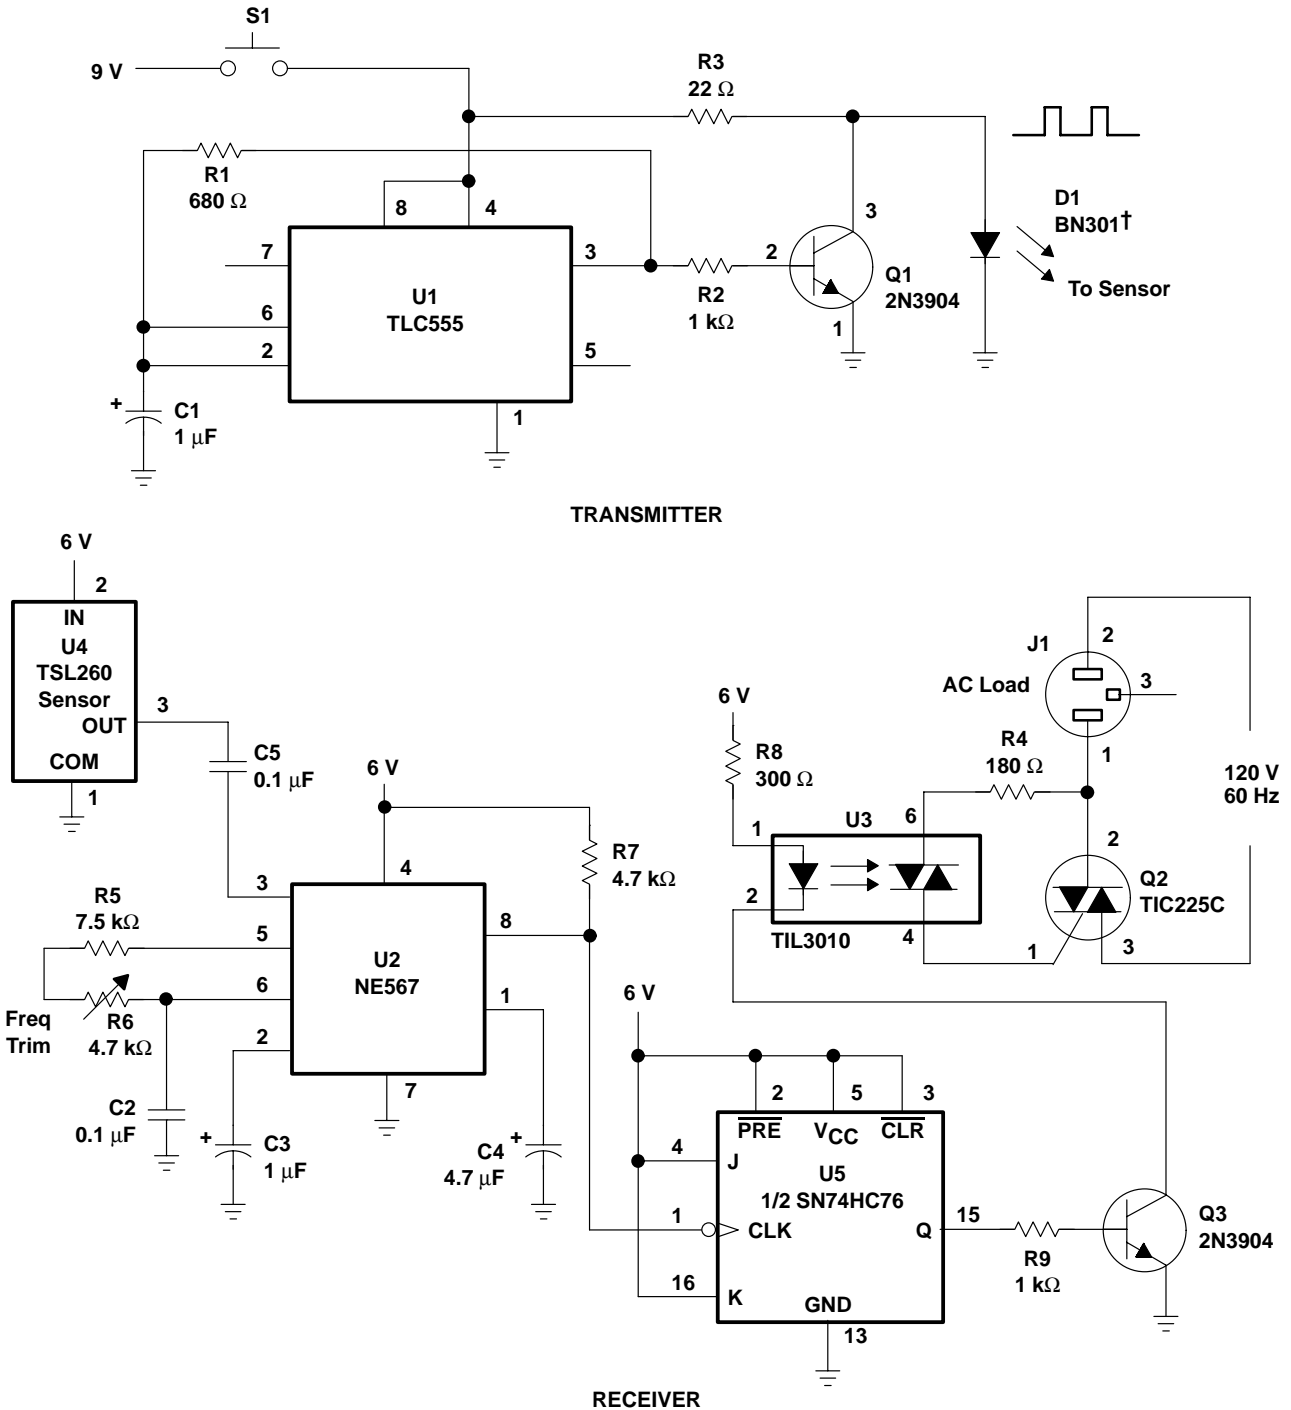 S1
9 V
R3
22 Ω
R1
680 Ω
8
4
7
3
2
3
D1
BN301†
U1
TLC555
R2
1 kΩ
Q1
2N3904
To Sensor
6
2
5
1
1
+
C1
1 μF
TRANSMITTER
6 V
2
IN
U4
TSL260
Sensor
OUT
3
COM
1
C5
0.1 μF
6 V
4
R7
4.7 kΩ
3
R5
7.5 kΩ
5
8
U2
NE567
6
1
Freq
Trim
R6
4.7 kΩ
2
7
C2
0.1 μF
+
C3
1 μF
C4
4.7 μF
+
J1
2
AC Load
3
6 V
R8
300 Ω
R4
180 Ω
1
120 V
60 Hz
U3
6
1
2
2
Q2
TIC225C
TIL3010
4
1
3
6 V
2
5
3
PRE
VCC
CLR
4
J
U5
1/2 SN74HC76
1
CLK
Q
15
Q3
2N3904
R9
1 kΩ
16
K
GND
13
RECEIVER